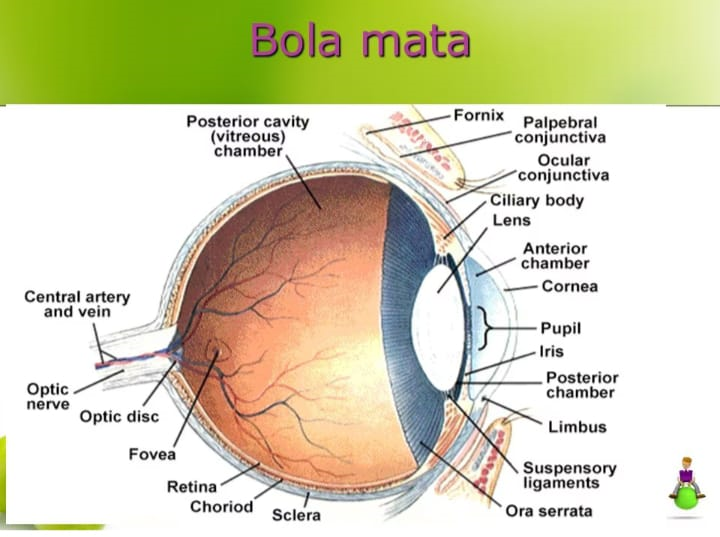 Bola mata
Posterior cavity
(vitreous)
chamber
Fornix
Palpebral
conjunctiva
Ocular
conjunctiva
Ciliary body
Lens
Anterior
chamber
Cornea
Pupil
Iris
Posterior
chamber
Limbus
Suspensory
ligaments
Ora serrata
Central artery
and vein
Optic
nerve
Optic disc
Fovea
Retina
Choriod
Sclera